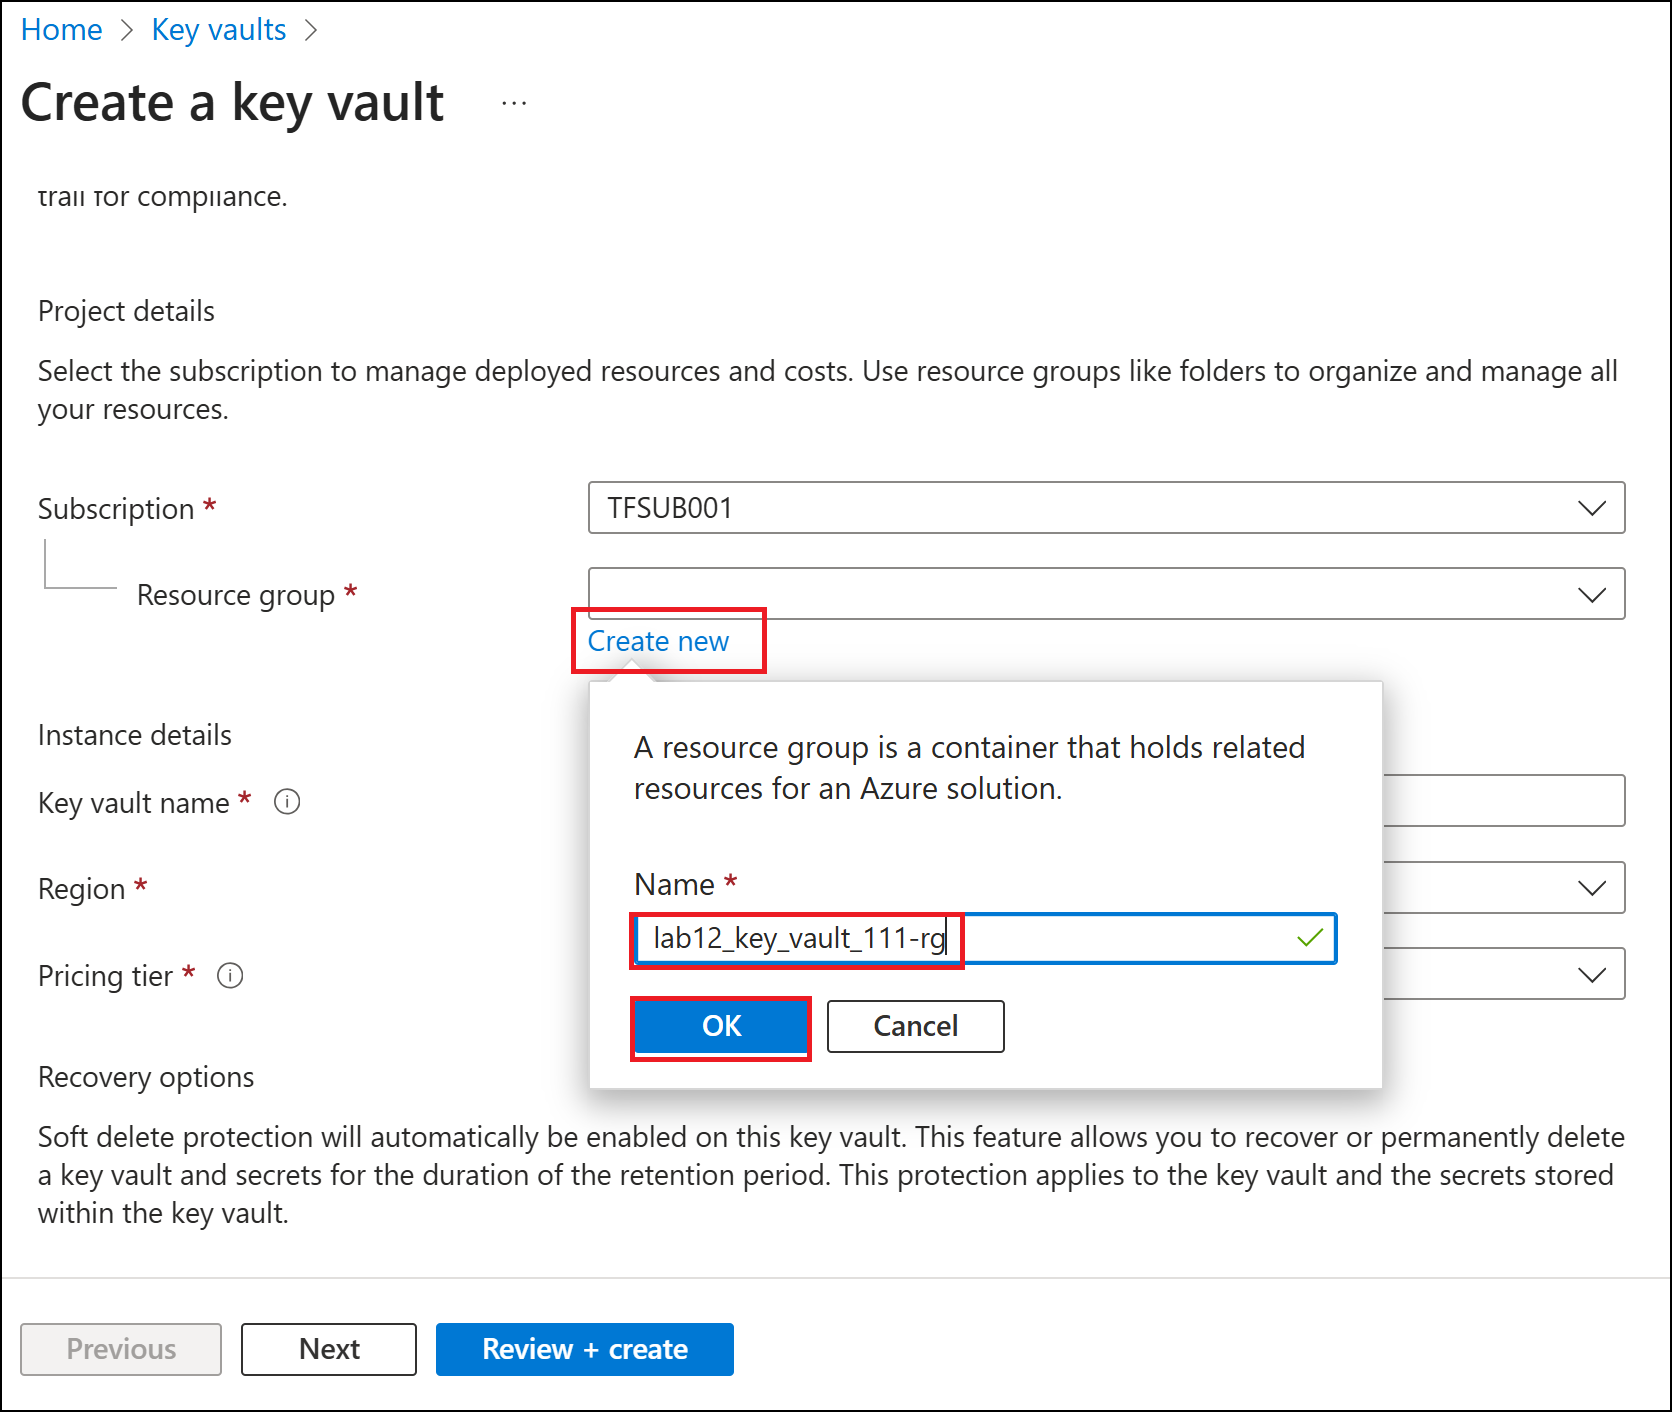 Home > Key vaults >
Create a key vault ...
trail for compliance.
Project details
Select the subscription to manage deployed resources and costs. Use resource groups like folders to organize and manage all
your resources.
Subscription *
TFSUB001
Resource group *
Create new
A resource group is a container that holds related
resources for an Azure solution.
Name *
lab12_key_vault_111-rg
OK
Cancel
Instance details
Key vault name *
Region *
Pricing tier *
Recovery options
Soft delete protection will automatically be enabled on this key vault. This feature allows you to recover or permanently delete
a key vault and secrets for the duration of the retention period. This protection applies to the key vault and the secrets stored
within the key vault.
Previous
Next
Review + create